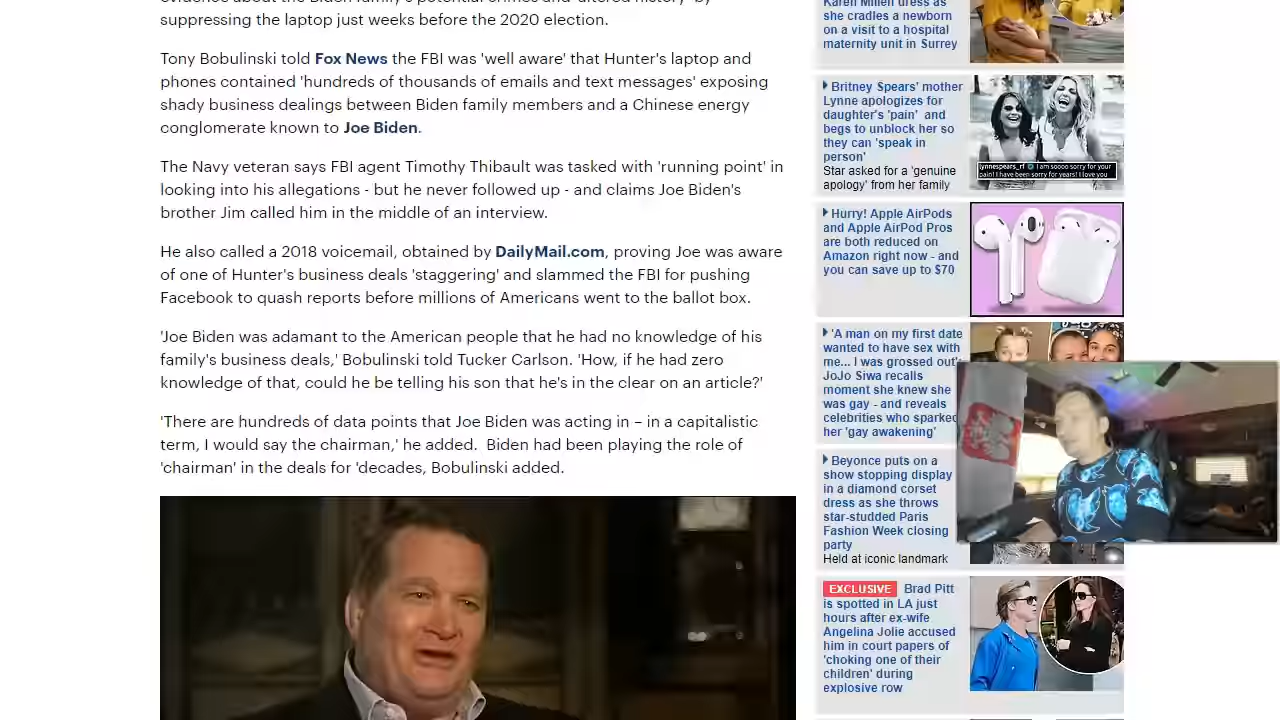 suppressing the laptop just weeks before the 2020 election.
Tony Bobulinski told Fox News the FBI was 'well aware' that Hunter's laptop and
phones contained 'hundreds of thousands of emails and text messages' exposing
shady business dealings between Biden family members and a Chinese energy
conglomerate known to Joe Biden.
The Navy veteran says FBI agent Timothy Thibault was tasked with 'running point' in
looking into his allegations - but he never followed up - and claims Joe Biden's
brother Jim called him in the middle of an interview.
He also called a 2018 voicemail, obtained by DailyMail.com, proving Joe was aware
of one of Hunter's business deals 'staggering' and slammed the FBI for pushing
Facebook to quash reports before millions of Americans went to the ballot box.
'Joe Biden was adamant to the American people that he had no knowledge of his
family's business deals,' Bobulinski told Tucker Carlson. 'How, if he had zero
knowledge of that, could he be telling his son that he's in the clear on an article?'
'There are hundreds of data points that Joe Biden was acting in – in a capitalistic
term, I would say the chairman,' he added.  Biden had been playing the role of
'chairman' in the deals for 'decades, Bobulinski added.
Karen Millen dress as
she cradles a newborn
on a visit to a hospital
maternity unit in Surrey
Britney Spears' mother
Lynne apologizes for
daughter's 'pain'  and
begs to unblock her so
they can 'speak in
person'
Star asked for a 'genuine
apology' from her family
lynnespears_rf I am soooo sorry for your
pain! I have been sorry for years! I love you
Hurry! Apple AirPods
and Apple AirPod Pros
are both reduced on
Amazon right now - and
you can save up to $70
'A man on my first date
wanted to have sex with
me... I was grossed out':
JoJo Siwa recalls
moment she knew she
was gay - and reveals
celebrities who sparked
her 'gay awakening'
Beyonce puts on a
show stopping display
in a diamond corset
dress as she throws
star-studded Paris
Fashion Week closing
party
Held at iconic landmark
EXCLUSIVE Brad Pitt
is spotted in LA just
hours after ex-wife
Angelina Jolie accused
him in court papers of
'choking one of their
children' during
explosive row